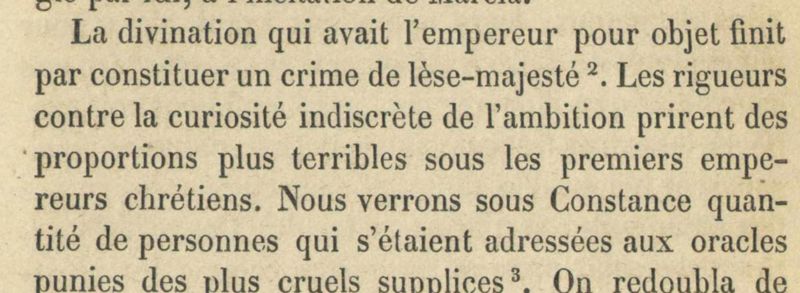 La divination qui avait l'empereur pour objet finit
par constituer un crime de lèse-majesté ². Les rigueurs
contre la curiosité indiscrète de l'ambition prirent des
proportions plus terribles sous les premiers empe-
reurs chrétiens. Nous verrons sous Constance quan-
tité de personnes qui s'étaient adressées aux oracles
punies des plus cruels supplices ³. On redoubla de